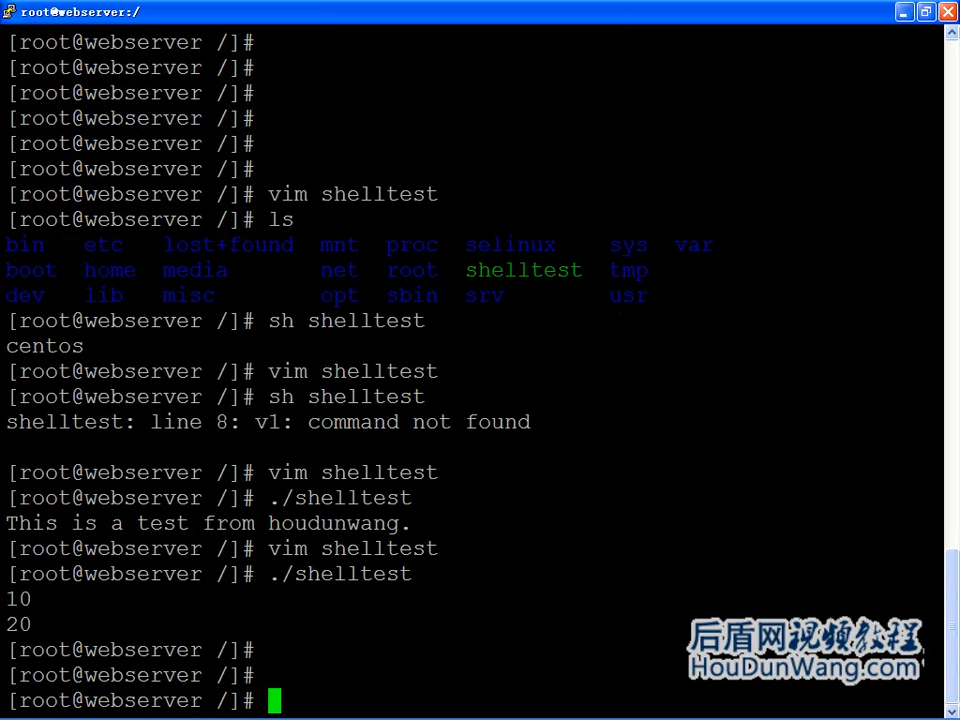 root@webserver:/
[root@webserver /]#
[root@webserver /]#
[root@webserver /]#
[root@webserver /]#
[root@webserver /]#
[root@webserver /]#
[root@webserver /]# vim shelltest
[root@webserver /]# ls
bin etc lost+found mnt proc selinux sys var
boot home media net root shelltest tmp
dev lib misc opt sbin srv usr
[root@webserver /]# sh shelltest
centos
[root@webserver /]# vim shelltest
[root@webserver /]# sh shelltest
shelltest: line 8: v1: command not found
[root@webserver /]# vim shelltest
[root@webserver /]# ./shelltest
This is a test from houdunwang.
[root@webserver /]# vim shelltest
[root@webserver /]# ./shelltest
10
20
[root@webserver /]#
[root@webserver /]#
[root@webserver /]#
后盾网视频教程
HouDunWang.com